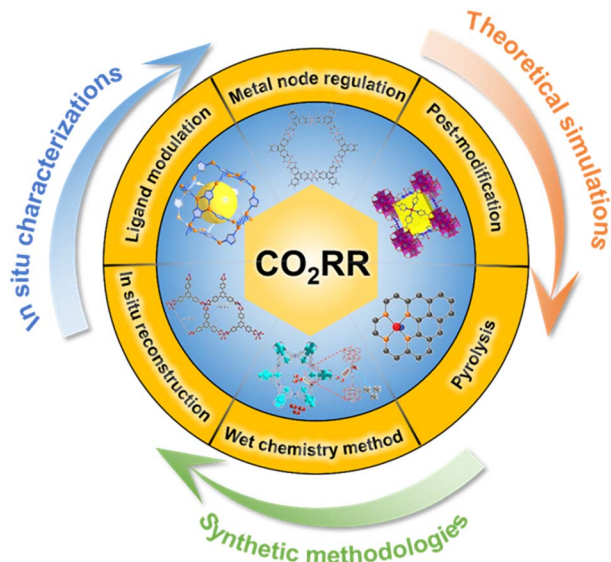 In situ characterizations
Theoretical simulations
Synthetic methodologies
Metal node regulation
Post-modification
Pyrolysis
Wet chemistry method
In situ reconstruction
Ligand modulation
CO₂RR